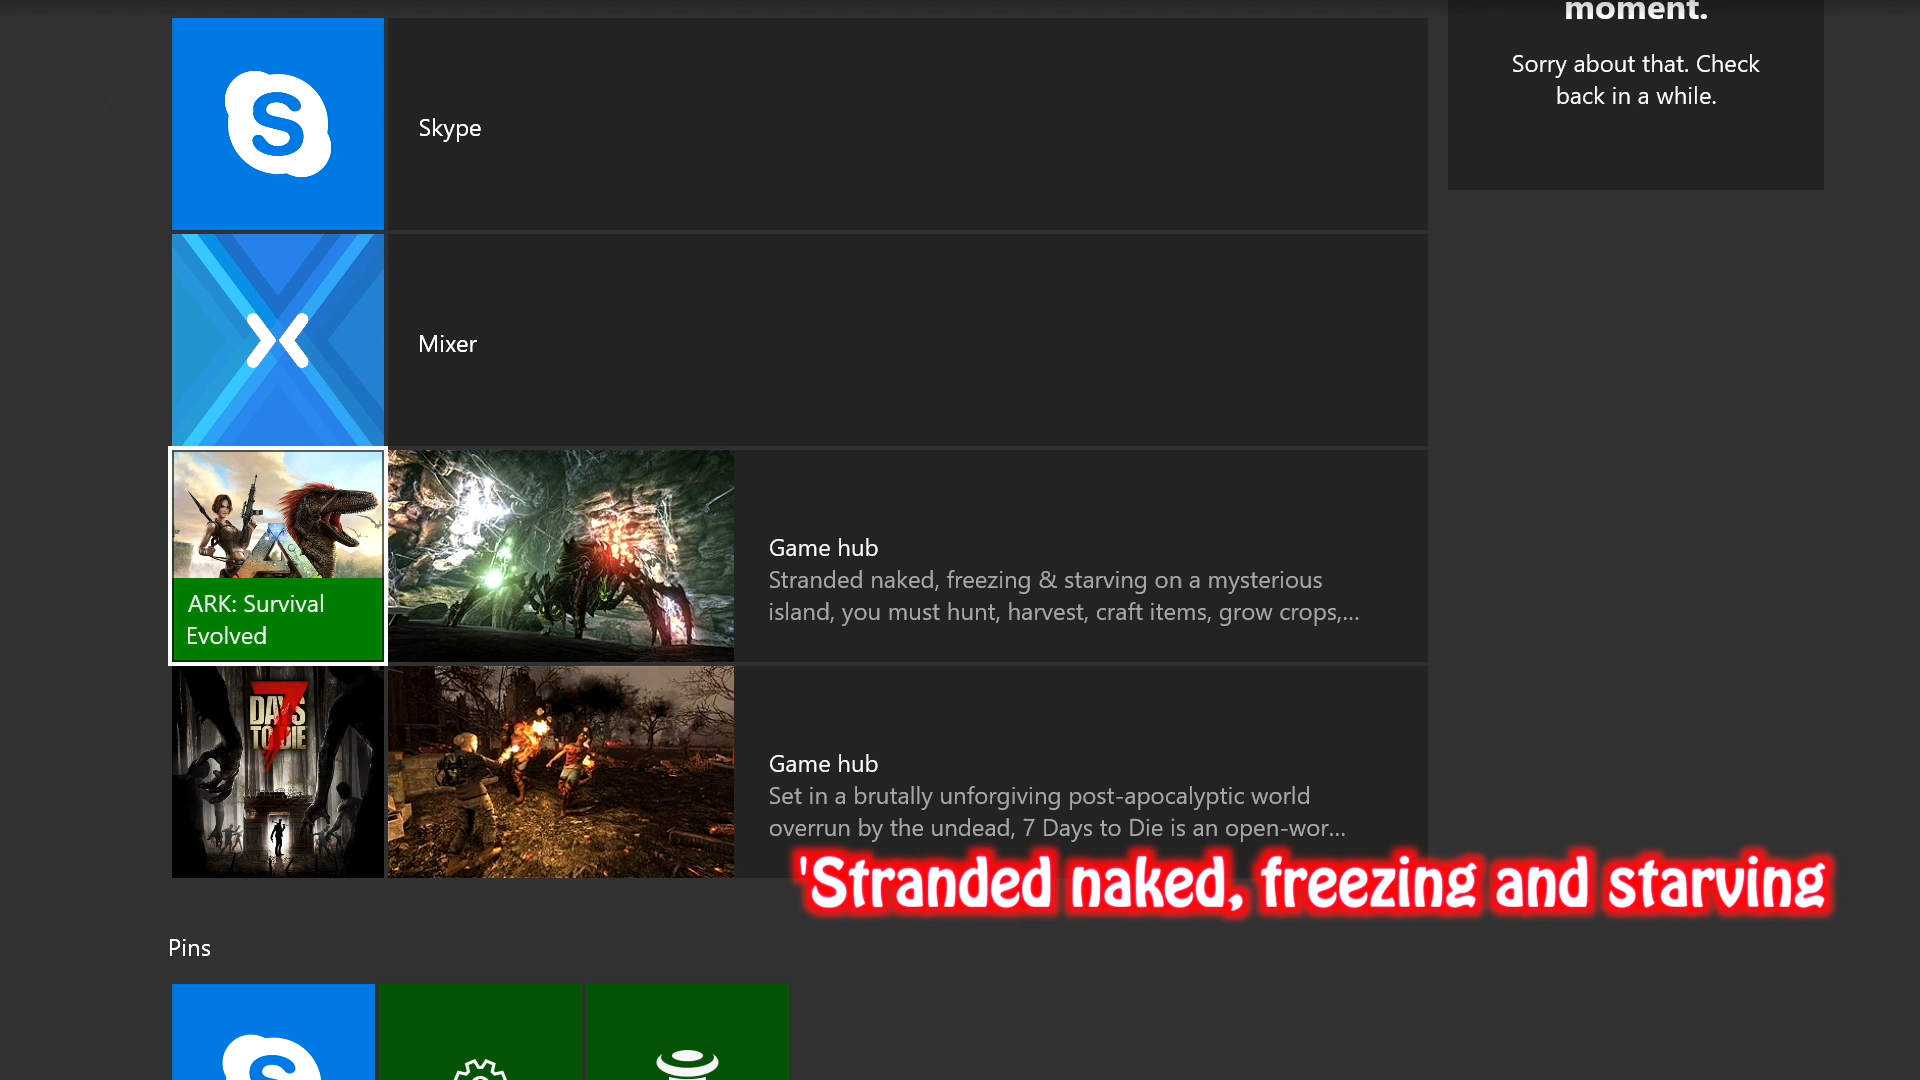 moment.
Sorry about that. Check
back in a while.
Skype
Mixer
ARK: Survival
Evolved
Game hub
Stranded naked, freezing & starving on a mysterious
island, you must hunt, harvest, craft items, grow crops,...
7
DAYS
TO DIE
Game hub
Set in a brutally unforgiving post-apocalyptic world
overrun by the undead, 7 Days to Die is an open-wor...
'Stranded naked, freezing and starving
Pins